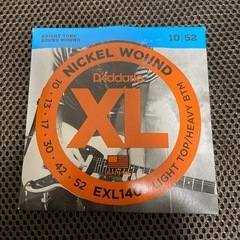 BRIGHT TONE
ROUND WOUND
10|52
NICKEL WOUND
D'Addario
XL
10 • 13 • 17 • 30 • 42 • 52
EXL140
LIGHT TOP/HEAVY BTM